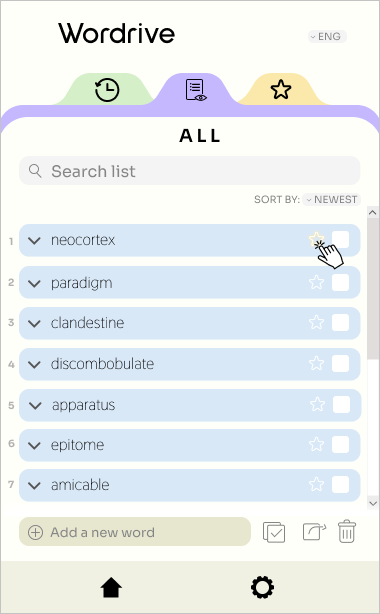 Wordrive
ENG
ALL
Search list
SORT BY: NEWEST
1 neocortex
2 paradigm
3 clandestine
4 discombobulate
5 apparatus
6 epitome
7 amicable
Add a new word